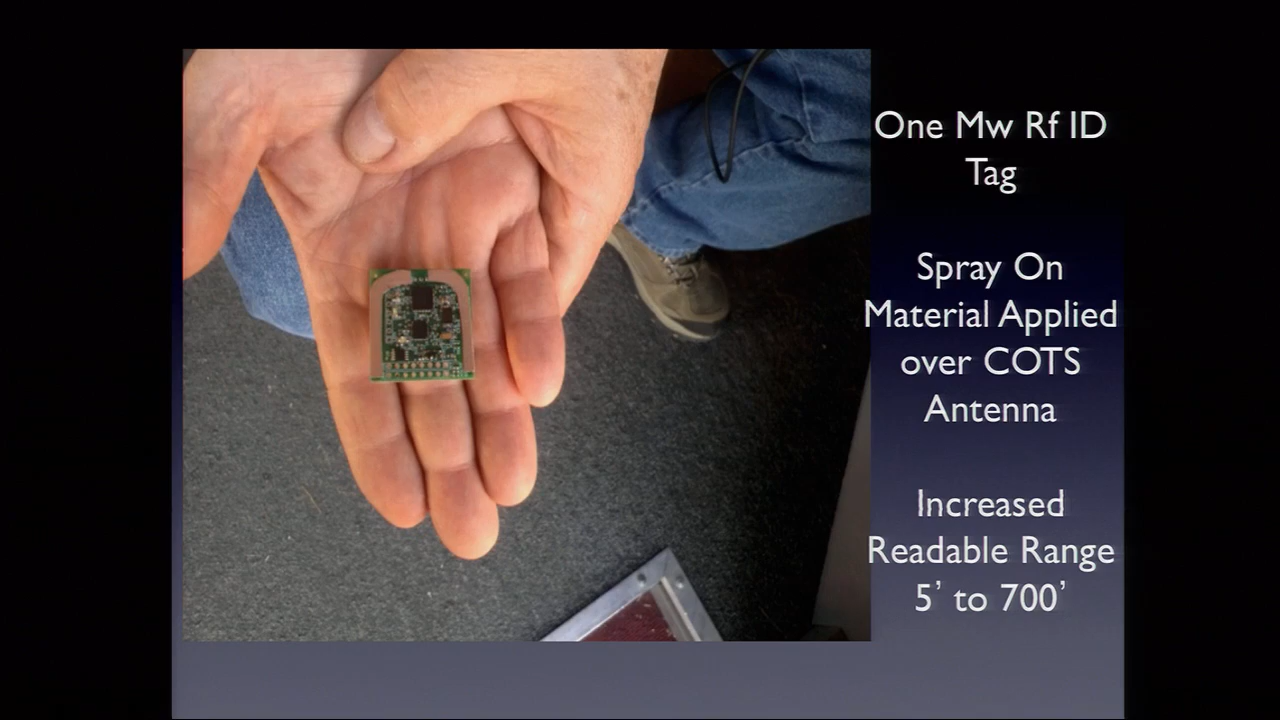 One Mw Rf ID
Tag
Spray On
Material Applied
over COTS
Antenna
Increased
Readable Range
5’ to 700’